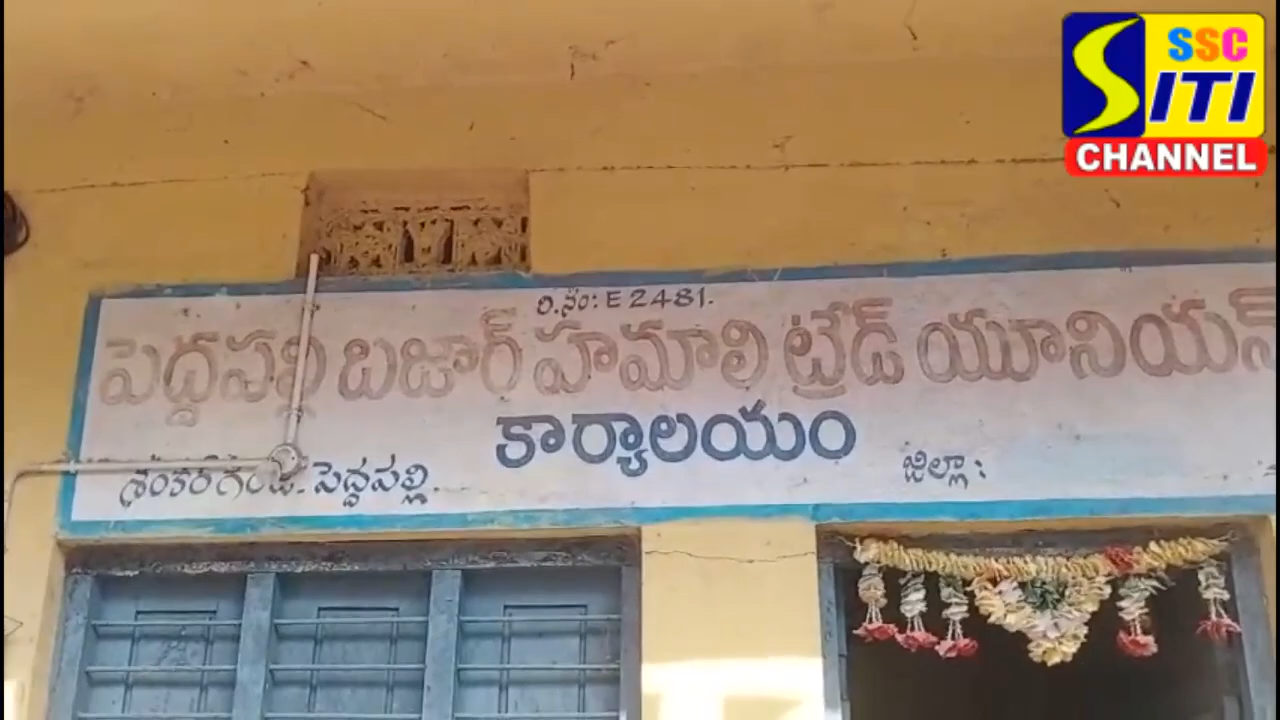 SSC
SITI
CHANNEL
రి.నం: E 2481.
పెద్దపల్లి బజార్ హమాలి ట్రేడ్ యూనియన్
కార్యాలయం
శంకర్ గంజ్. పెద్దపల్లి. జిల్లా :